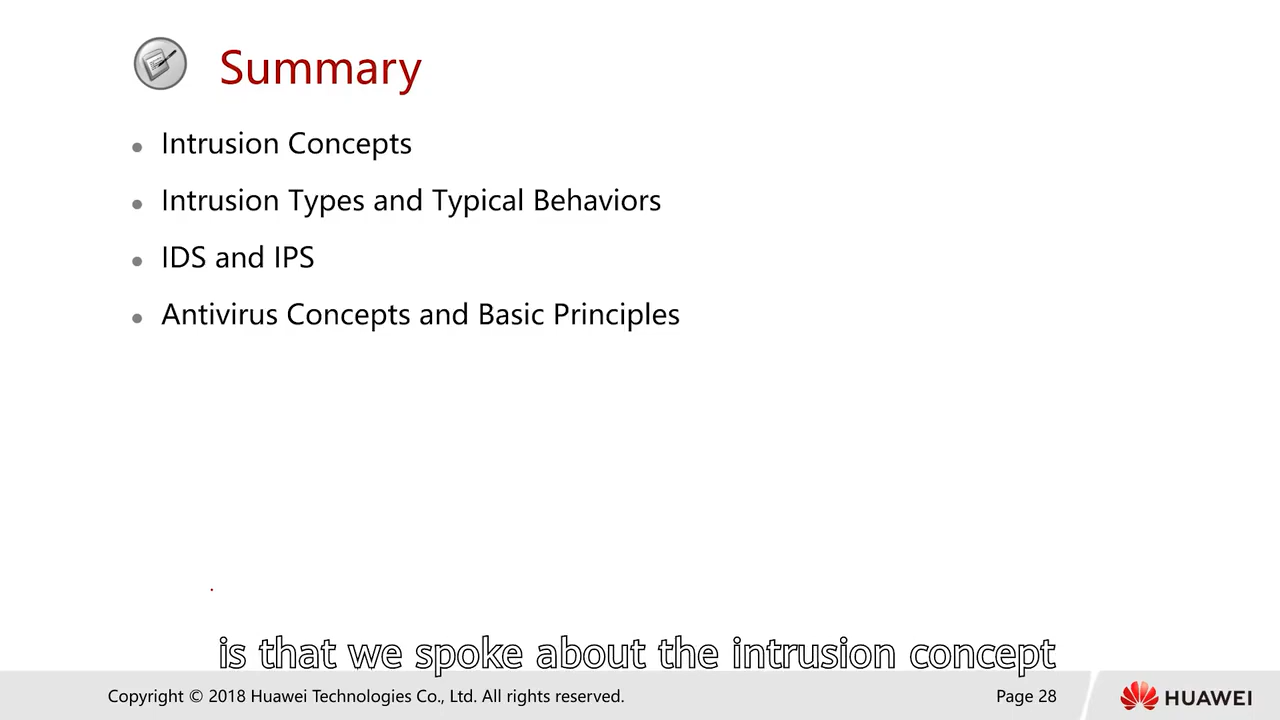 Summary
Intrusion Concepts
Intrusion Types and Typical Behaviors
IDS and IPS
Antivirus Concepts and Basic Principles
is that we spoke about the intrusion concept
Copyright © 2018 Huawei Technologies Co., Ltd. All rights reserved.
Page 28
HUAWEI